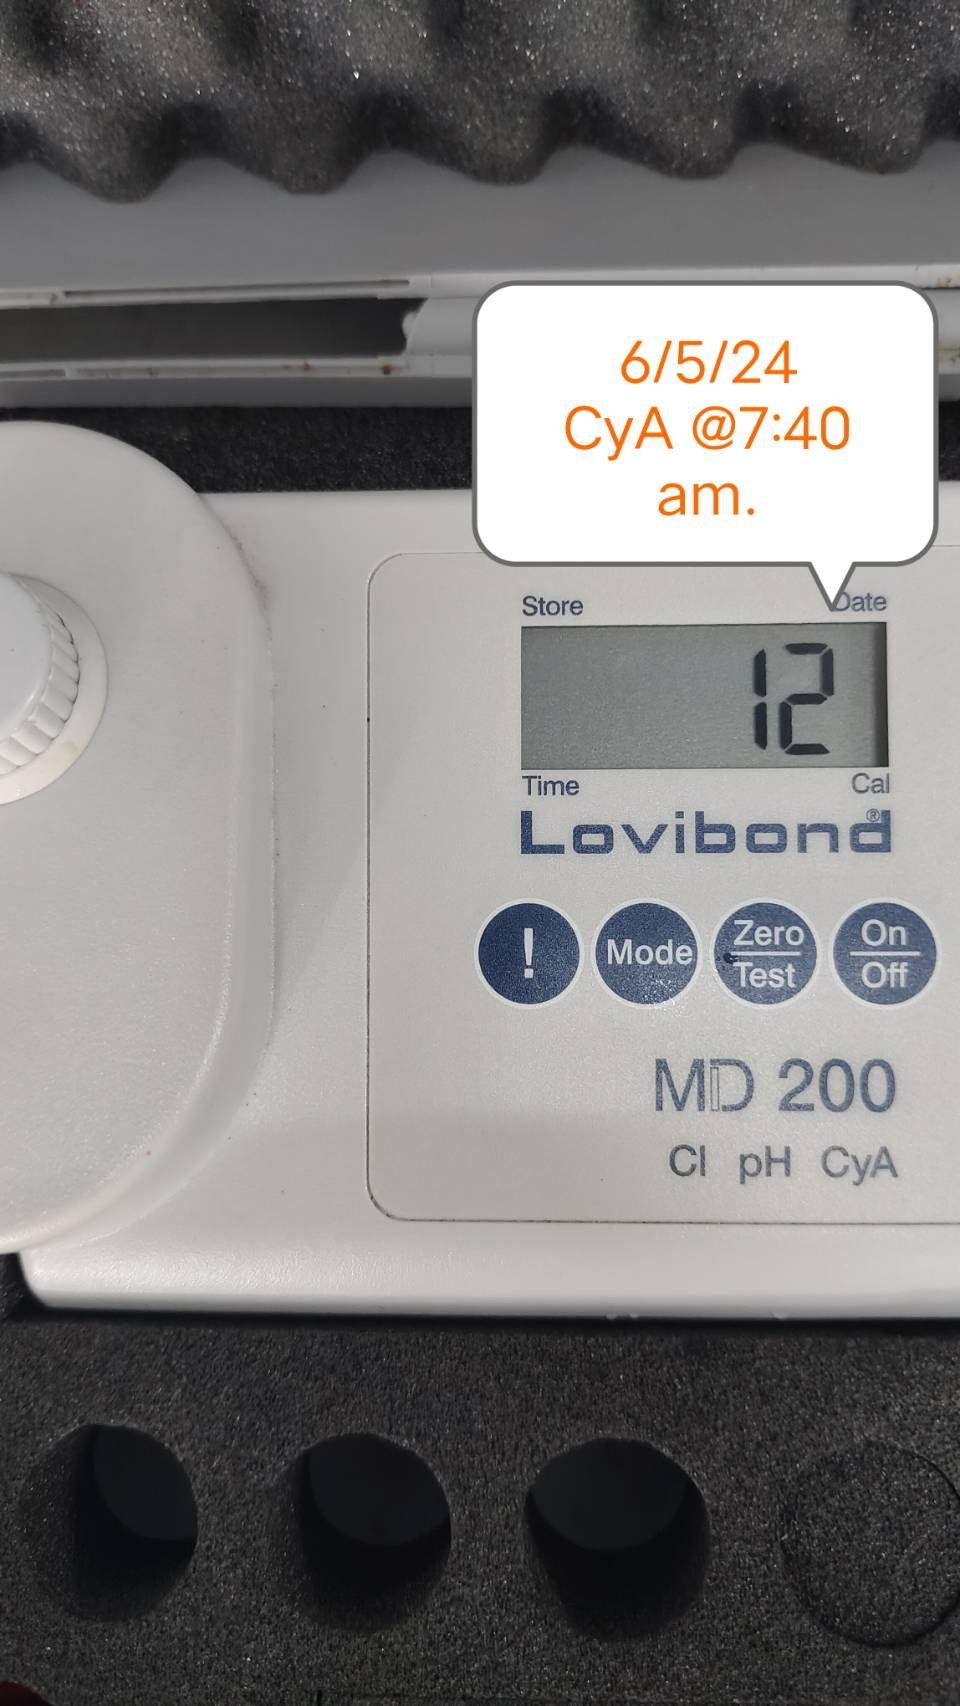 6/5/24
CyA @7:40
am.
Store Date
12
Time Cal
Lovibond®
! Mode Zero Test On Off
MD 200
Cl pH CyA